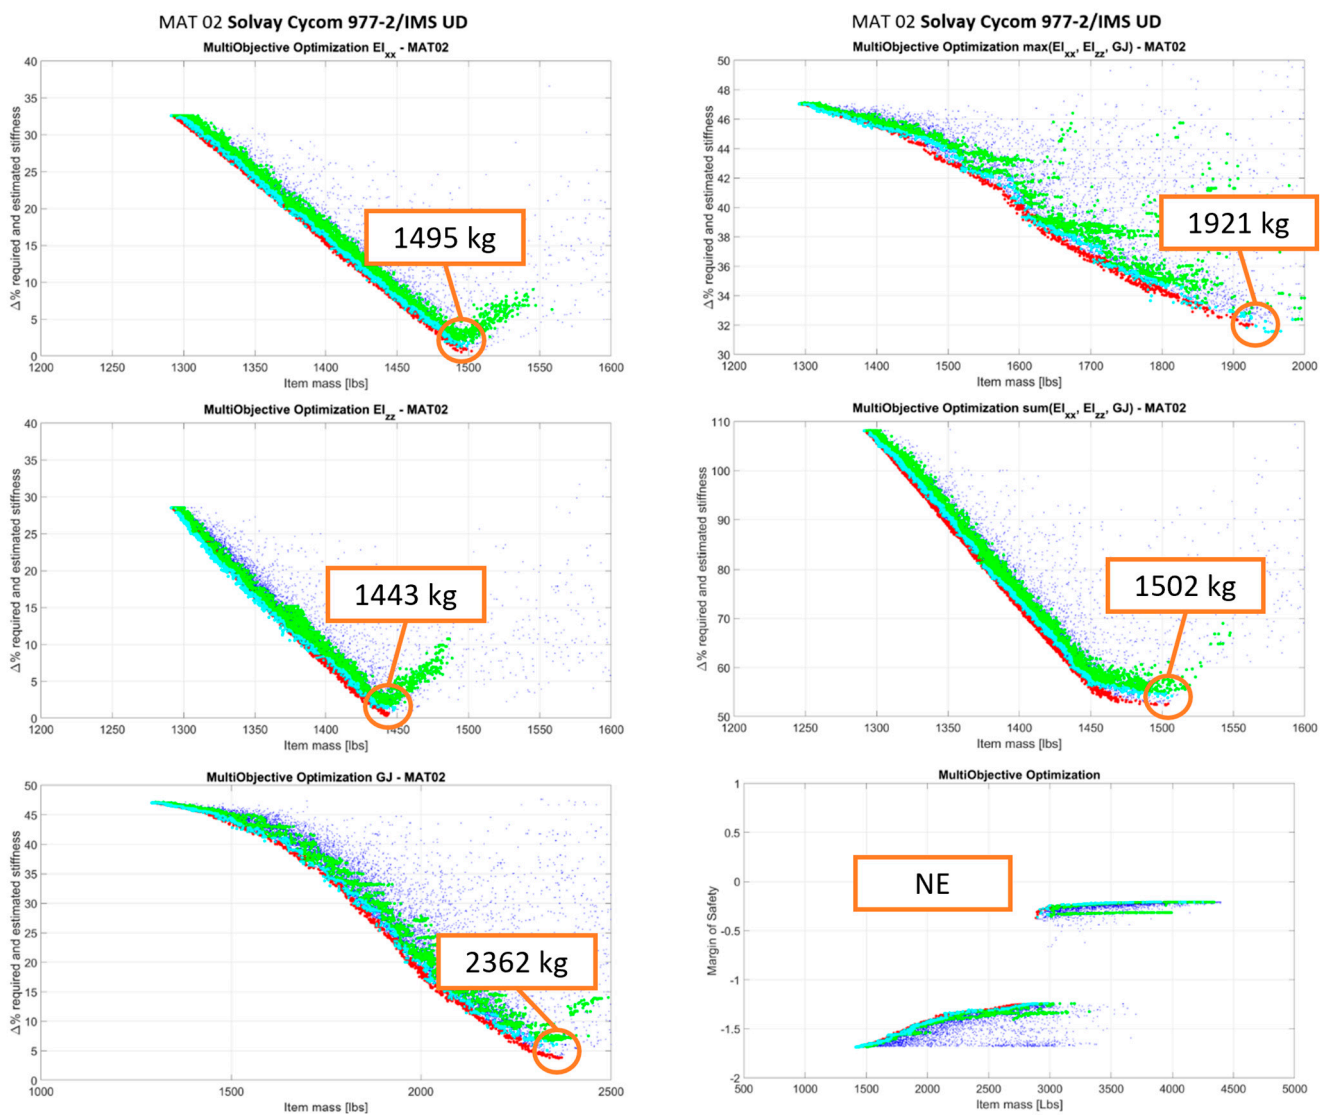 MAT 02 Solvay Cycom 977-2/IMS UD
MultiObjective Optimization EIxx - MAT02
40
35
30
25
20
15
10
5
0
Δ% required and estimated stiffness
1495 kg
1200 1300 1350 1400 1450 1500 1550 1600
Item mass [lbs]
MultiObjective Optimization EIzz - MAT02
40
35
30
25
20
15
10
5
0
Δ% required and estimated stiffness
1443 kg
1200 1250 1300 1350 1400 1450 1500 1550 1600
Item mass [lbs]
MultiObjective Optimization GJ - MAT02
50
45
40
35
30
25
20
15
10
5
0
Δ% required and estimated stiffness
2362 kg
1000 1500 2000 2500
Item mass [lbs]
MAT 02 Solvay Cycom 977-2/IMS UD
MultiObjective Optimization max(EIxx, EIzz, GJ) - MAT02
50
48
46
44
42
40
38
36
34
32
30
Δ% required and estimated stiffness
1921 kg
1200 1300 1400 1500 1600 1700 1800 1900 2000
Item mass [lbs]
MultiObjective Optimization sum(EIxx, EIzz, GJ) - MAT02
110
100
90
80
70
60
50
Δ% required and estimated stiffness
1502 kg
1200 1250 1300 1350 1400 1450 1500 1550 1600
Item mass [lbs]
MultiObjective Optimization
1
0.5
0
-0.5
-1
-1.5
-2
Margin of Safety
NE
500 1000 1500 2000 2500 3000 3500 4000 4500 5000
Item mass [Lbs]